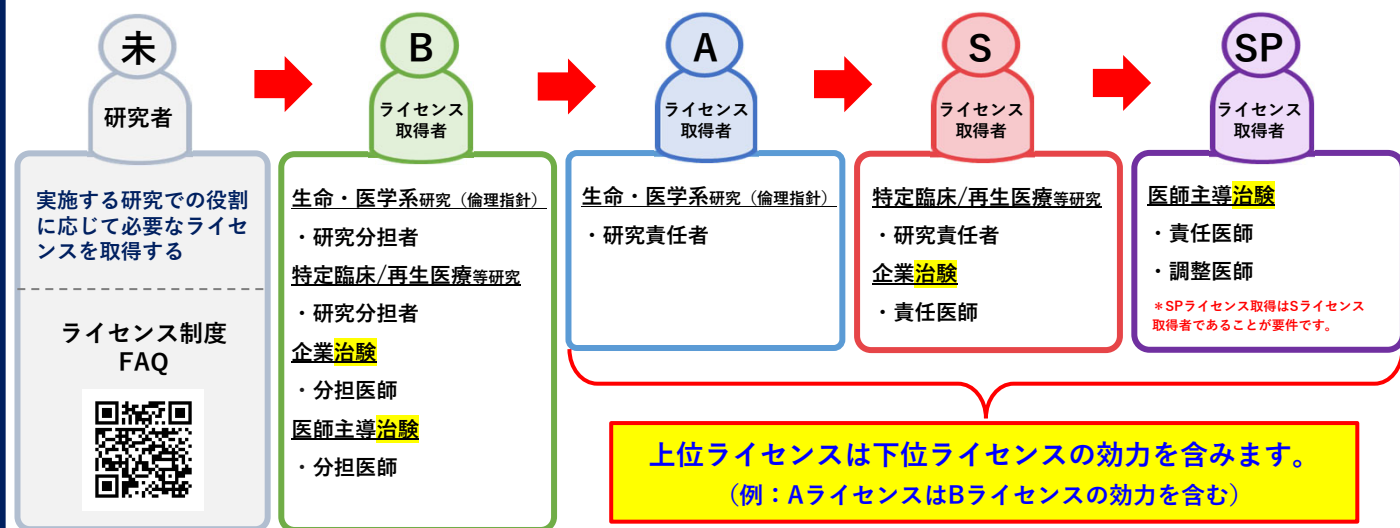 未
研究者
実施する研究での役割
に応じて必要なライセ
ンスを取得する
ライセンス制度
FAQ
B
ライセンス
取得者
生命・医学系研究（倫理指針）
・研究分担者
特定臨床/再生医療等研究
・研究分担者
企業治験
・分担医師
医師主導治験
・分担医師
A
ライセンス
取得者
生命・医学系研究（倫理指針）
・研究責任者
S
ライセンス
取得者
特定臨床/再生医療等研究
・研究責任者
企業治験
・責任医師
SP
ライセンス
取得者
医師主導治験
・責任医師
・調整医師
＊SPライセンス取得はSライセンス
取得者であることが要件です。
上位ライセンスは下位ライセンスの効力を含みます。
（例：AライセンスはBライセンスの効力を含む）